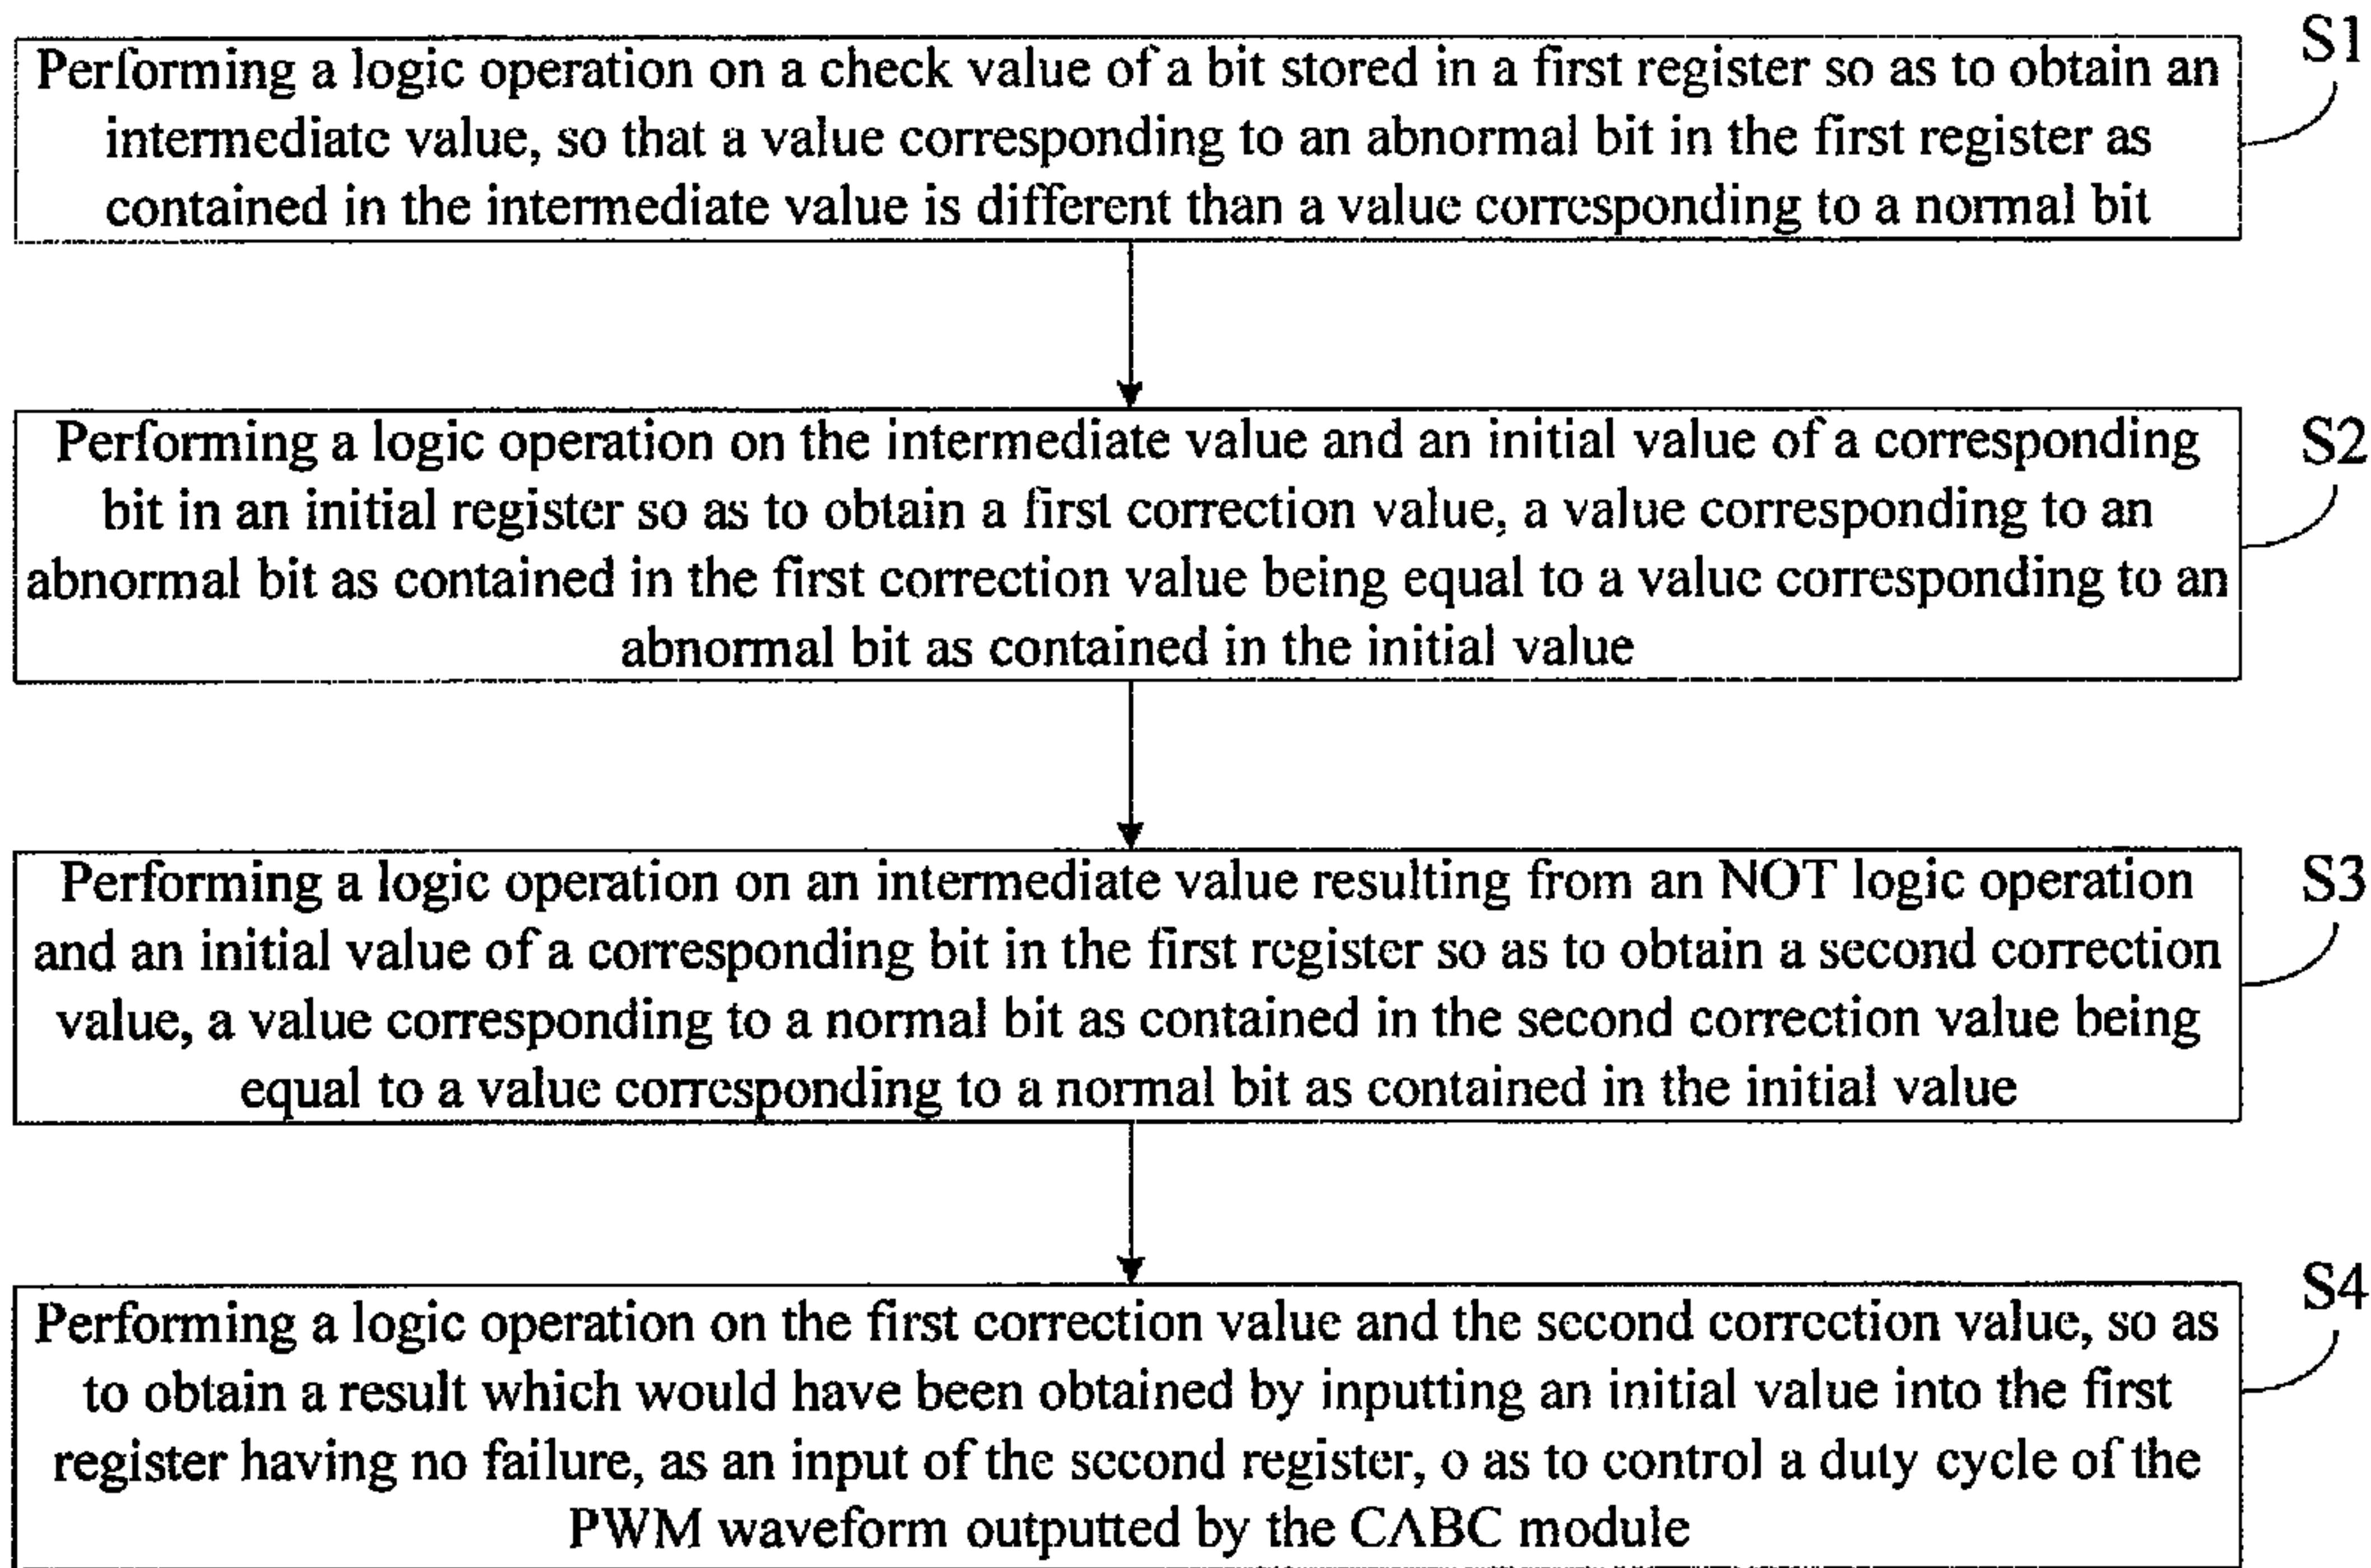 S1
Performing a logic operation on a check value of a bit stored in a first register so as to obtain an
intermediate value, so that a value corresponding to an abnormal bit in the first register as
contained in the intermediate value is different than a value corresponding to a normal bit
S2
Performing a logic operation on the intermediate value and an initial value of a corresponding
bit in an initial register so as to obtain a first correction value, a value corresponding to an
abnormal bit as contained in the first correction value being equal to a value corresponding to an
abnormal bit as contained in the initial value
S3
Performing a logic operation on an intermediate value resulting from an NOT logic operation
and an initial value of a corresponding bit in the first register so as to obtain a second correction
value, a value corresponding to a normal bit as contained in the second correction value being
equal to a value corresponding to a normal bit as contained in the initial value
S4
Performing a logic operation on the first correction value and the second correction value, so as
to obtain a result which would have been obtained by inputting an initial value into the first
register having no failure, as an input of the second register, o as to control a duty cycle of the
PWM waveform outputted by the CABC module